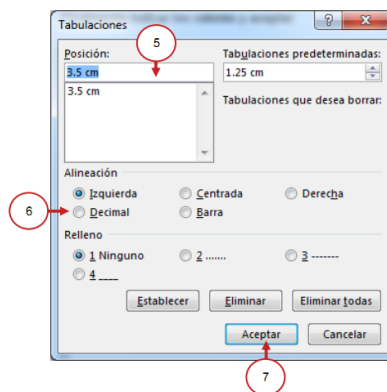 Tabulaciones
Posición:
Tabulaciones predeterminadas:
5
3.5 cm
1.25 cm
3.5 cm
Tabulaciones que desea borrar:
Alineación
Izquierda
Centrada
Derecha
6
Decimal
Barra
Relleno
1 Ninguno
2 .......
3 -------
4 ___
Establecer
Eliminar
Eliminar todas
Aceptar
Cancelar
7